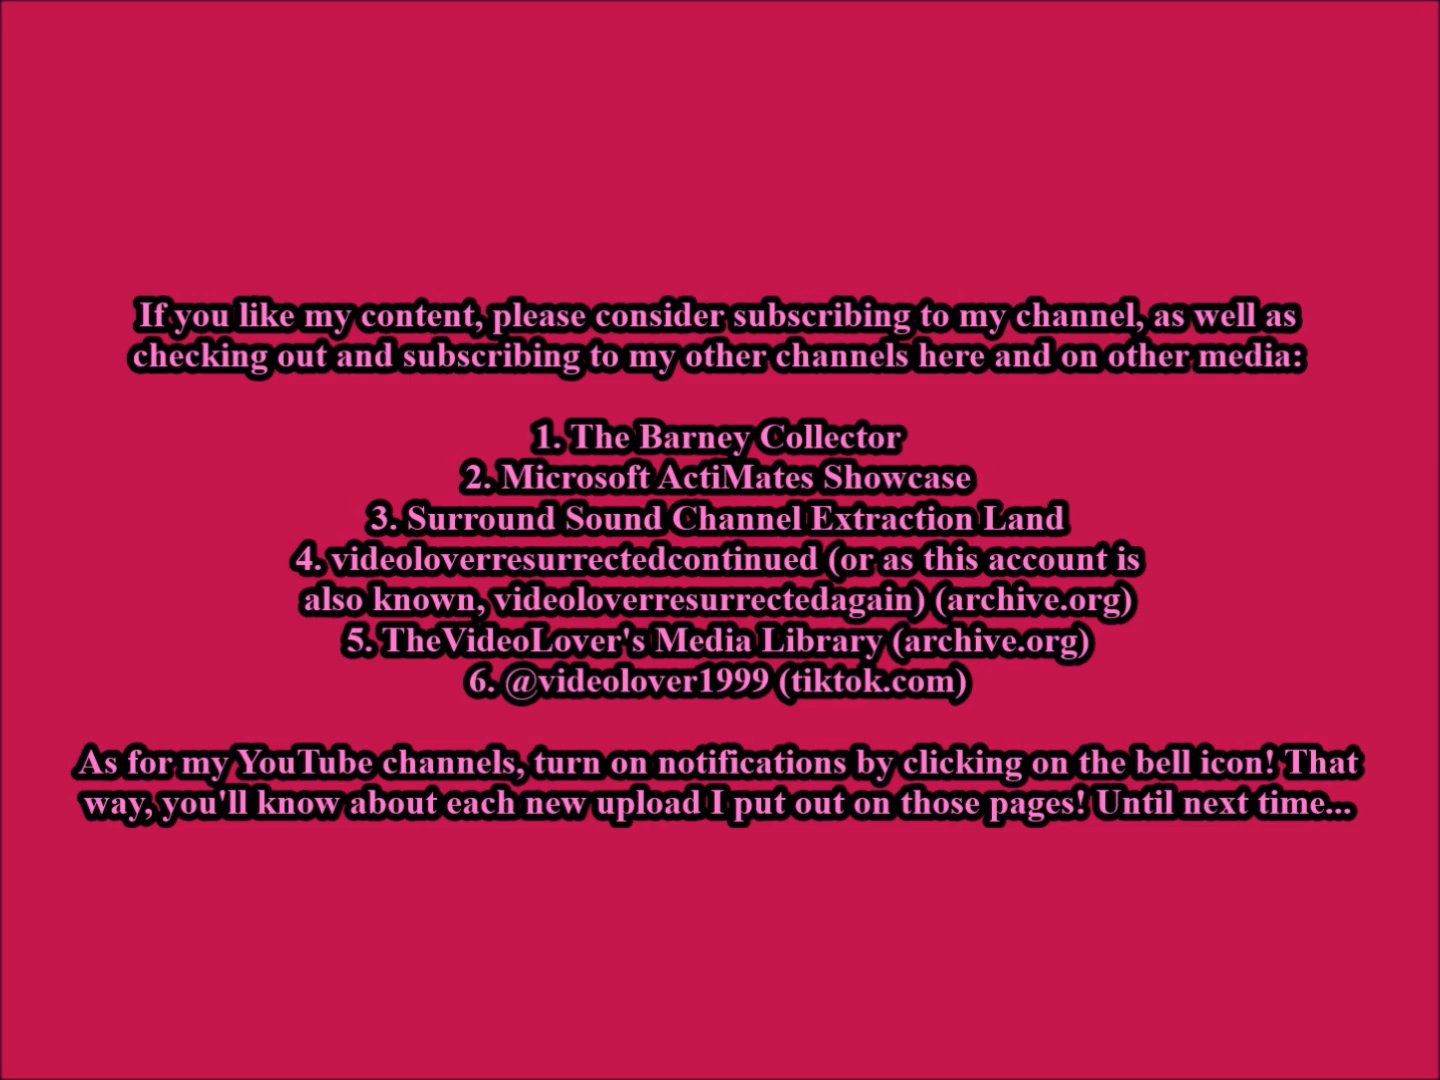 If you like my content, please consider subscribing to my channel, as well as
checking out and subscribing to my other channels here and on other media:
1. The Barney Collector
2. Microsoft ActiMates Showcase
3. Surround Sound Channel Extraction Land
4. videoloverresurrectedcontinued (or as this account is
also known, videoloverresurrectedagain) (archive.org)
5. TheVideoLover's Media Library (archive.org)
6. @videolover1999 (tiktok.com)
As for my YouTube channels, turn on notifications by clicking on the bell icon! That
way, you'll know about each new upload I put out on those pages! Until next time...